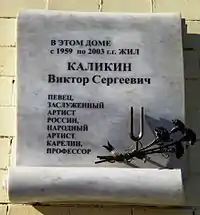 В ЭТОМ ДОМЕ
с 1959 по 2003 г.г. ЖИЛ
КАЛИКИН
Виктор Сергеевич
ПЕВЕЦ,
ЗАСЛУЖЕННЫЙ
АРТИСТ
РОССИИ,
НАРОДНЫЙ
АРТИСТ
КАРЕЛИИ,
ПРОФЕССОР